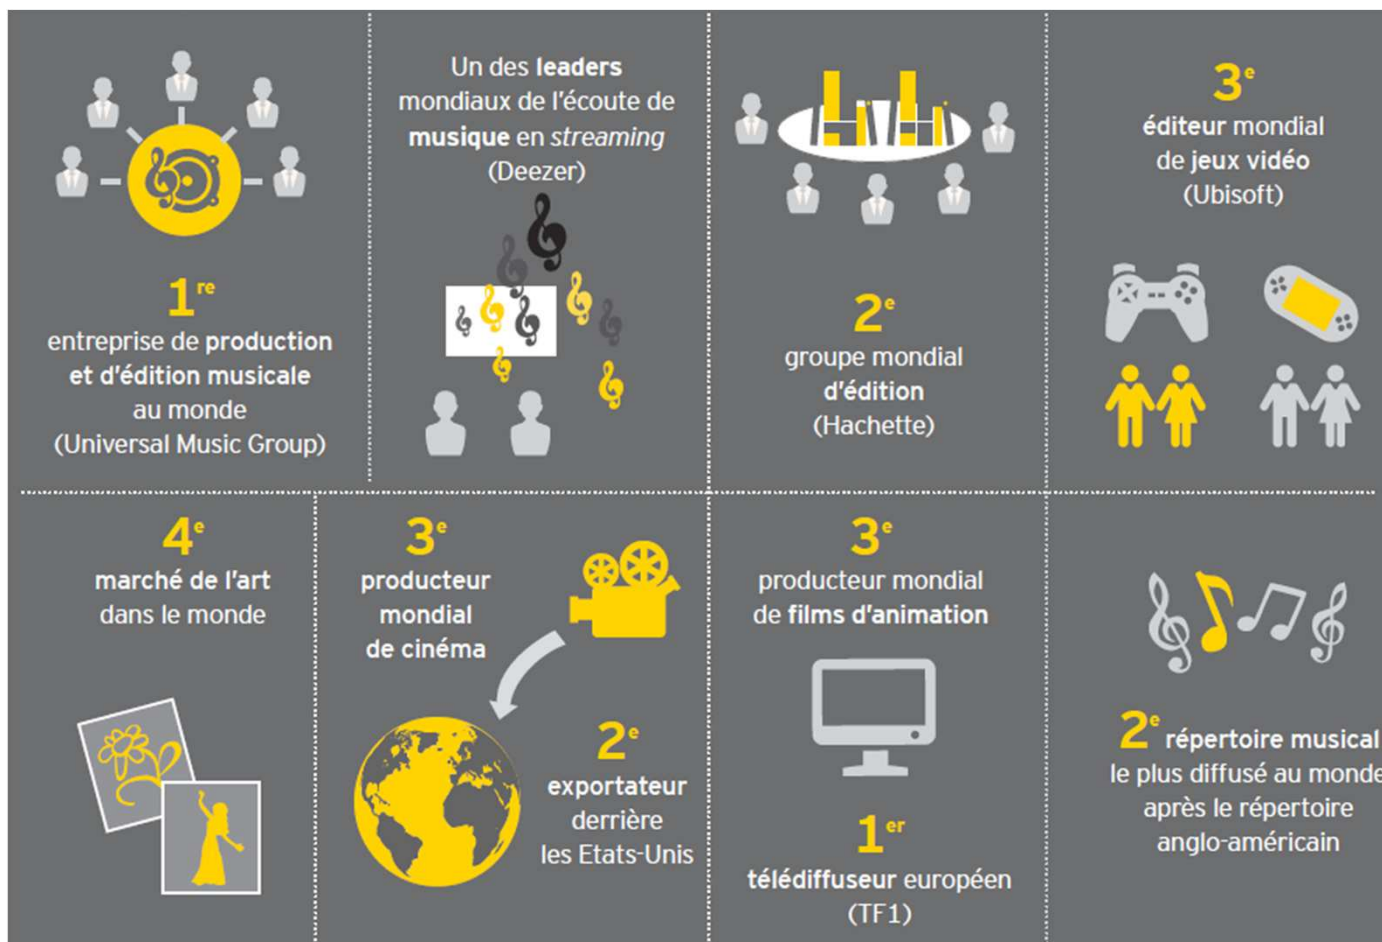 1re
entreprise de production
et d'édition musicale
au monde
(Universal Music Group)
Un des leaders
mondiaux de l'écoute de
musique en streaming
(Deezer)
2e
groupe mondial
d'édition
(Hachette)
3e
éditeur mondial
de jeux vidéo
(Ubisoft)
4e
marché de l'art
dans le monde
3e
producteur
mondial
de cinéma
2e
exportateur
derrière
les Etats-Unis
3e
producteur mondial
de films d'animation
1er
télédiffuseur européen
(TF1)
2e répertoire musical
le plus diffusé au monde
après le répertoire
anglo-américain